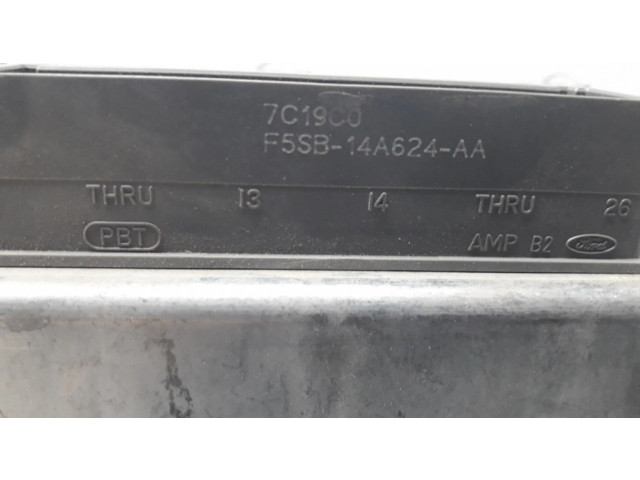 7C19C0
F5SB-14A624-AA
THRU 13 14 THRU 26
PBT AMP B2 Ford